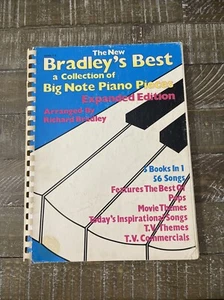 The New
Bradley's Best
a Collection of
Big Note Piano Pieces
Expanded Edition
Arranged By
Richard Bradley
5 Books In 1
56 Songs
Features The Best Of
Pops
Movie Themes
Today's Inspirational Songs
T.V. Themes
T.V. Commercials